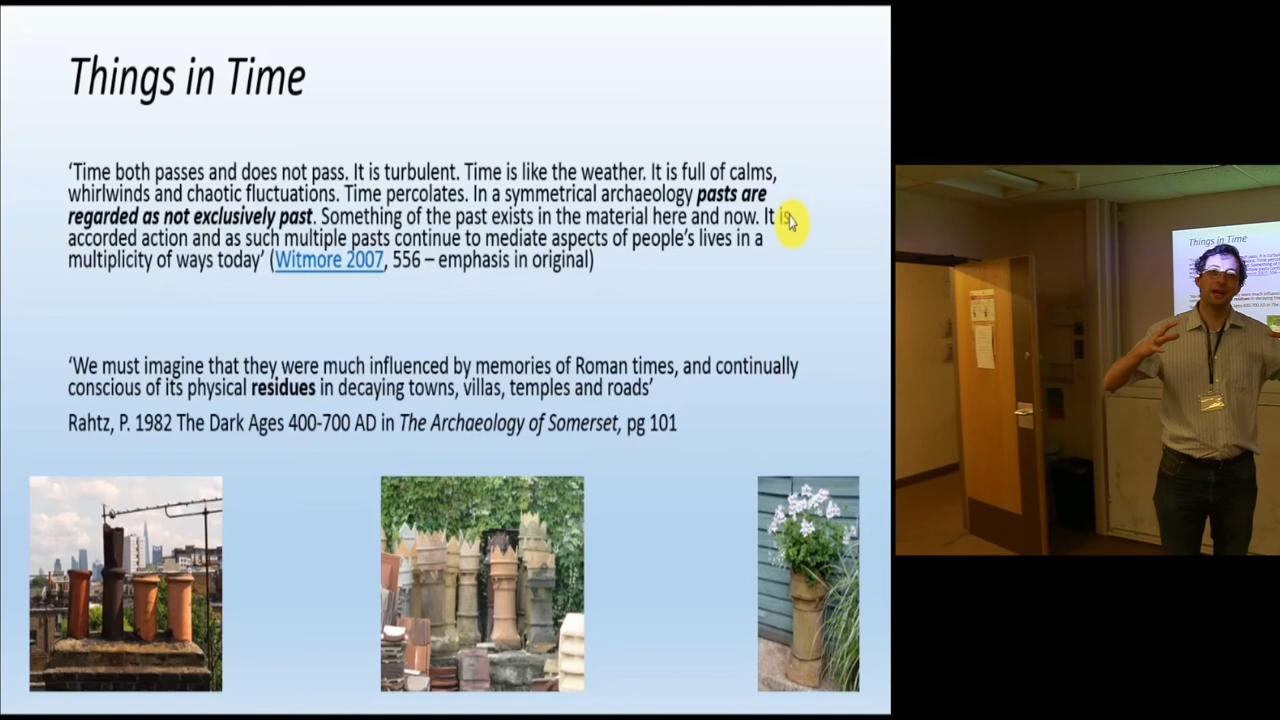 Things in Time
‘Time both passes and does not pass. It is turbulent. Time is like the weather. It is full of calms,
whirlwinds and chaotic fluctuations. Time percolates. In a symmetrical archaeology pasts are
regarded as not exclusively past. Something of the past exists in the material here and now. It is
accorded action and as such multiple pasts continue to mediate aspects of people’s lives in a
multiplicity of ways today’ (Witmore 2007, 556 – emphasis in original)
‘We must imagine that they were much influenced by memories of Roman times, and continually
conscious of its physical residues in decaying towns, villas, temples and roads’
Rahtz, P. 1982 The Dark Ages 400-700 AD in The Archaeology of Somerset, pg 101
Things in Time